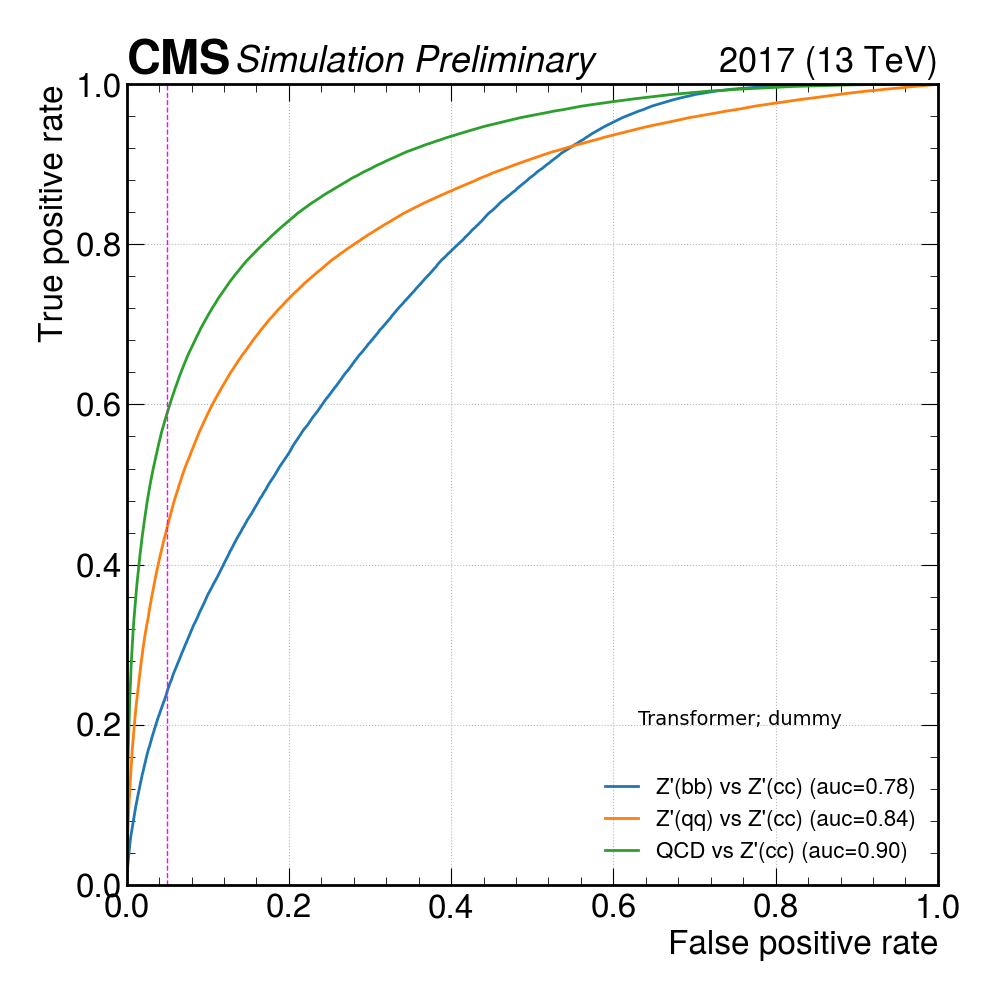 CMS Simulation Preliminary 2017 (13 TeV)
True positive rate
1.0
0.8
0.6
0.4
0.2
0.0
Transformer; dummy
Z'(bb) vs Z'(cc) (auc=0.78)
Z'(qq) vs Z'(cc) (auc=0.84)
QCD vs Z'(cc) (auc=0.90)
0.0 0.2 0.4 0.6 0.8 1.0
False positive rate